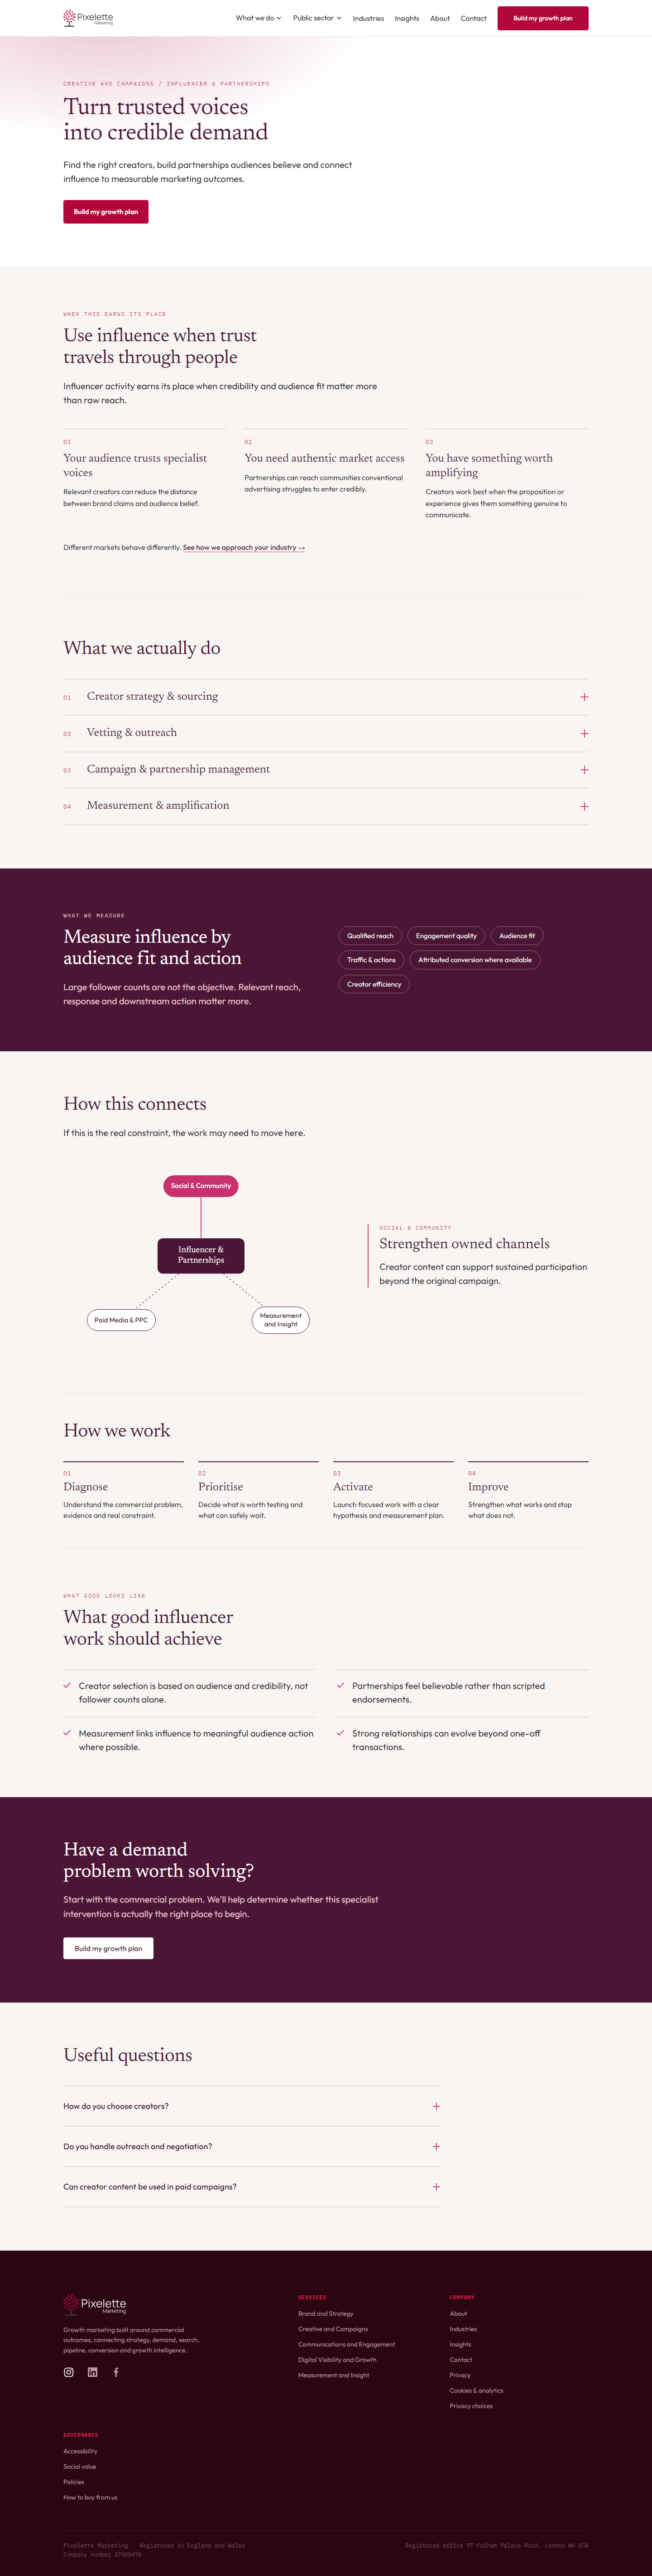 Pixelette
Marketing
What we do
Public sector
Industries
Insights
About
Contact
Build my growth plan
CREATIVE AND CAMPAIGNS / INFLUENCER & PARTNERSHIPS
Turn trusted voices
into credible demand
Find the right creators, build partnerships audiences believe and connect
influence to measurable marketing outcomes.
Build my growth plan
WHEN THIS EARNS ITS PLACE
Use influence when trust
travels through people
Influencer activity earns its place when credibility and audience fit matter more
than raw reach.
01
Your audience trusts specialist
voices
Relevant creators can reduce the distance
between brand claims and audience belief.
02
You need authentic market access
Partnerships can reach communities conventional
advertising struggles to enter credibly.
03
You have something worth
amplifying
Creators work best when the proposition or
experience gives them something genuine to
communicate.
Different markets behave differently. See how we approach your industry →
What we actually do
01 Creator strategy & sourcing
02 Vetting & outreach
03 Campaign & partnership management
04 Measurement & amplification
WHAT WE MEASURE
Measure influence by
audience fit and action
Large follower counts are not the objective. Relevant reach,
response and downstream action matter more.
Qualified reach
Engagement quality
Audience fit
Traffic & actions
Attributed conversion where available
Creator efficiency
How this connects
If this is the real constraint, the work may need to move here.
Social & Community
Influencer &
Partnerships
Paid Media & PPC
Measurement
and Insight
SOCIAL & COMMUNITY
Strengthen owned channels
Creator content can support sustained participation
beyond the original campaign.
How we work
01
Diagnose
Understand the commercial problem,
evidence and real constraint.
02
Prioritise
Decide what is worth testing and
what can safely wait.
03
Activate
Launch focused work with a clear
hypothesis and measurement plan.
04
Improve
Strengthen what works and stop
what does not.
WHAT GOOD LOOKS LIKE
What good influencer
work should achieve
Creator selection is based on audience and credibility, not
follower counts alone.
Partnerships feel believable rather than scripted
endorsements.
Measurement links influence to meaningful audience action
where possible.
Strong relationships can evolve beyond one-off
transactions.
Have a demand
problem worth solving?
Start with the commercial problem. We'll help determine whether this specialist
intervention is actually the right place to begin.
Build my growth plan
Useful questions
How do you choose creators?
Do you handle outreach and negotiation?
Can creator content be used in paid campaigns?
Pixelette
Marketing
Growth marketing built around commercial
outcomes, connecting strategy, demand, search,
pipeline, conversion and growth intelligence.
SERVICES
Brand and Strategy
Creative and Campaigns
Communications and Engagement
Digital Visibility and Growth
Measurement and Insight
COMPANY
About
Industries
Insights
Contact
Privacy
Cookies & analytics
Privacy choices
GOVERNANCE
Accessibility
Social value
Policies
How to buy from us
Pixelette Marketing Registered in England and Wales
Company number 17508478
Registered office 77 Fulham Palace Road, London W6 8JA